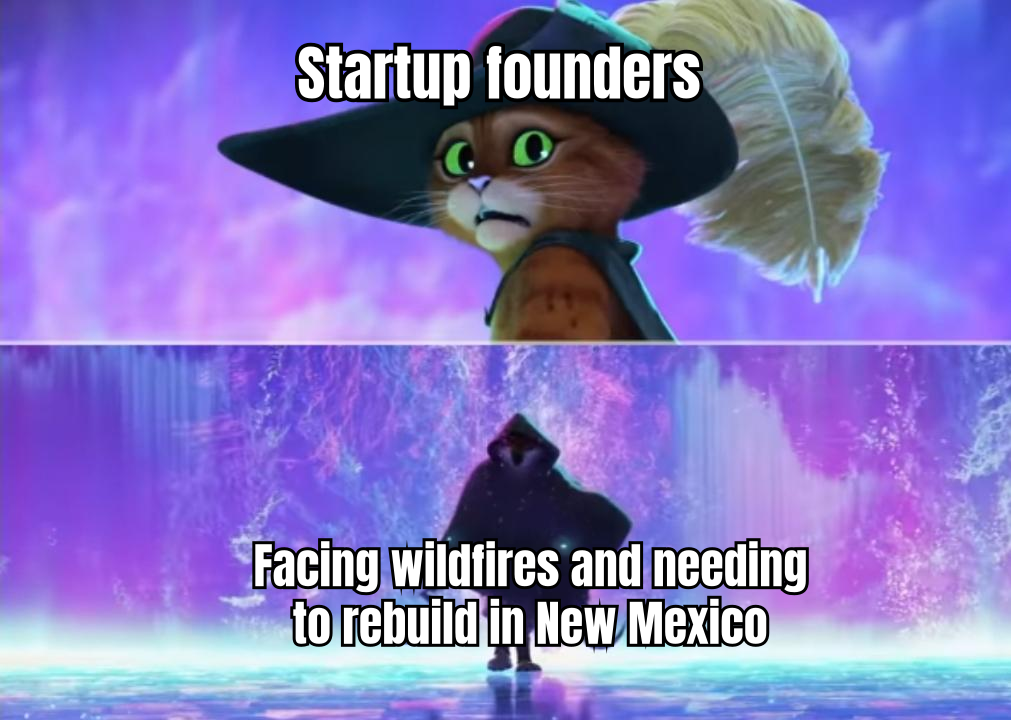 Startup founders
Facing wildfires and needing
to rebuild in New Mexico